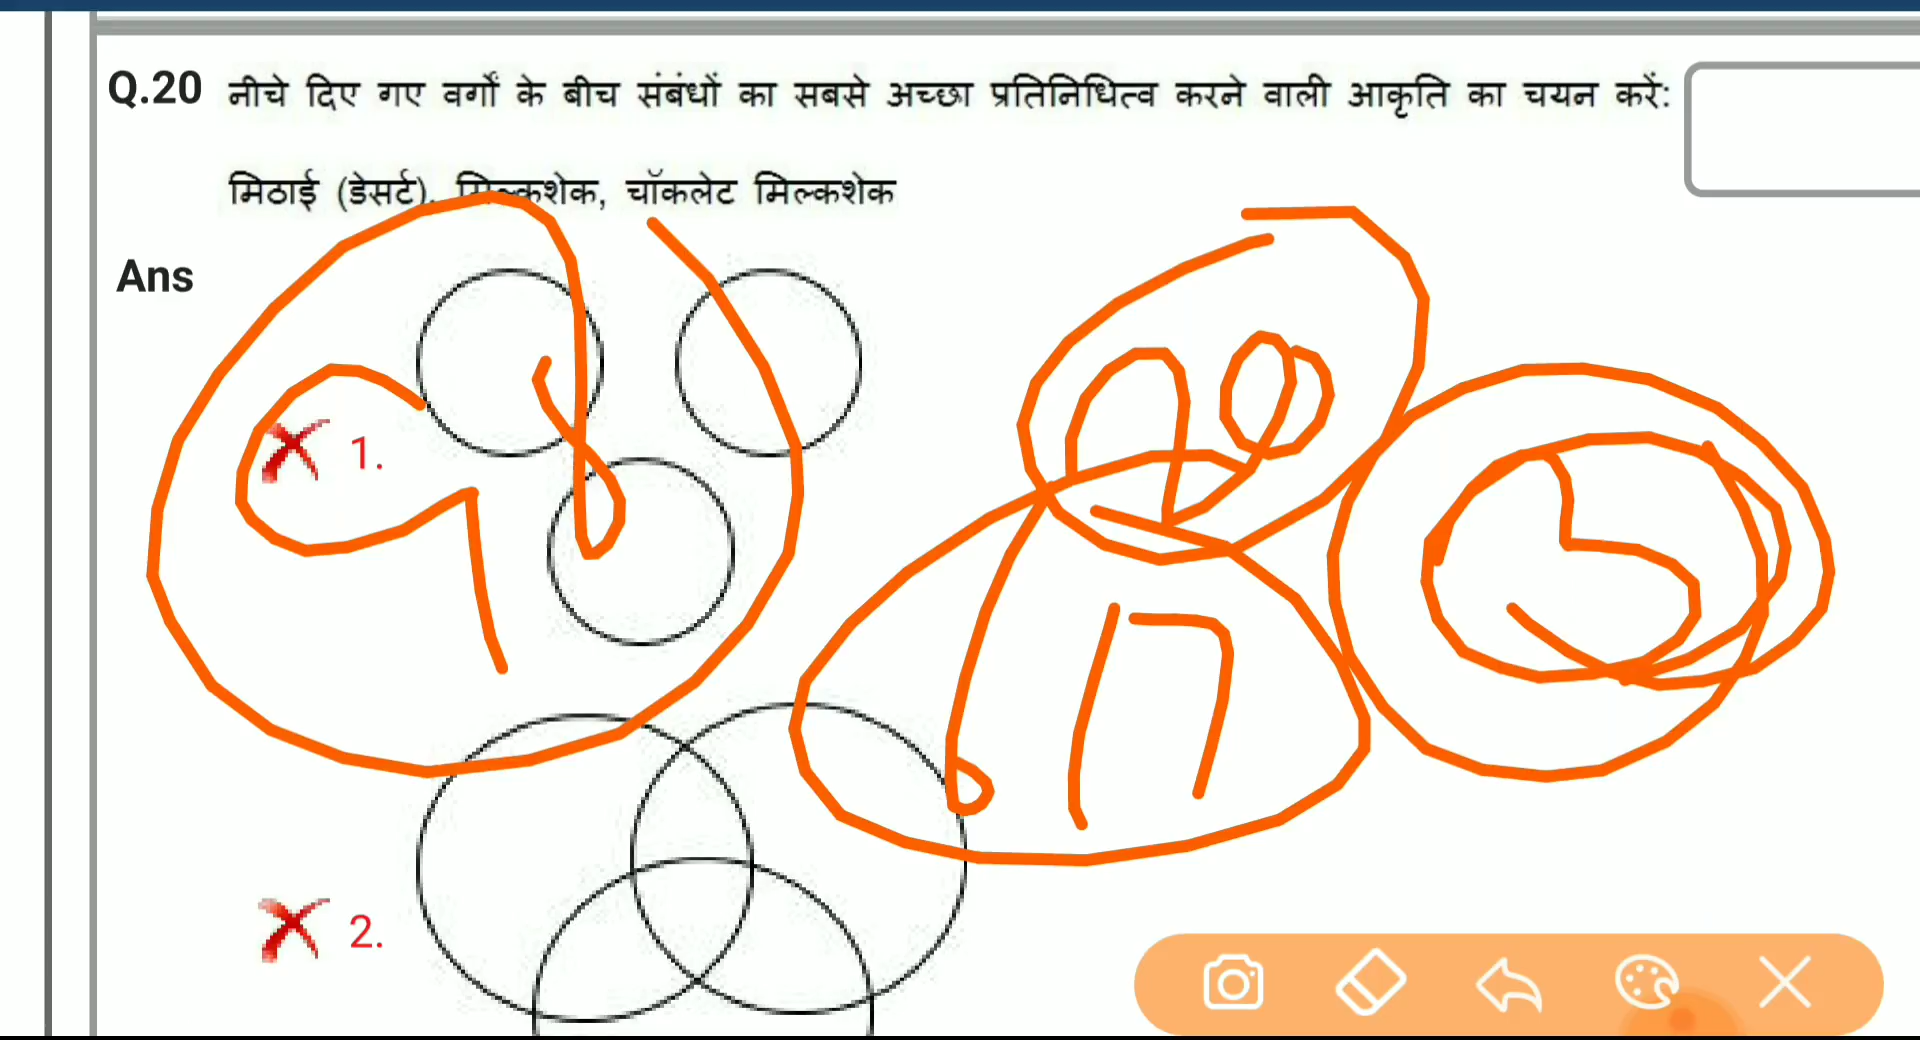 Q.20 नीचे दिए गए वर्गों के बीच संबंधों का सबसे अच्छा प्रतिनिधित्व करने वाली आकृति का चयन करें:
मिठाई (डेसर्ट), मिल्कशेक, चॉकलेट मिल्कशेक
Ans
1.
2.